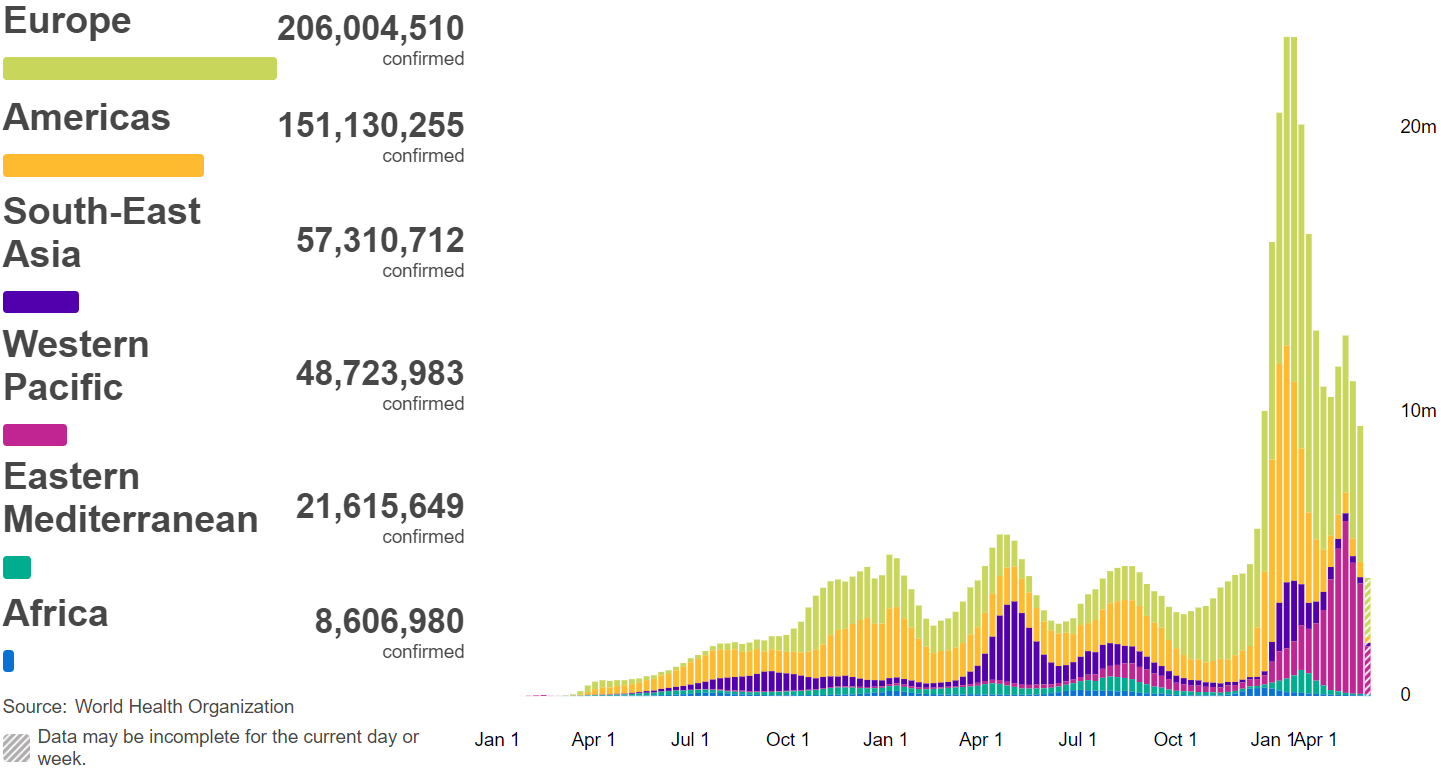 Europe
206,004,510
confirmed
Americas
151,130,255
confirmed
South-East
Asia
57,310,712
confirmed
Western
Pacific
48,723,983
confirmed
Eastern
Mediterranean
21,615,649
confirmed
Africa
8,606,980
confirmed
Source: World Health Organization
Data may be incomplete for the current day or
week.
20m
10m
0
Jan 1 Apr 1 Jul 1 Oct 1 Jan 1 Apr 1 Jul 1 Oct 1 Jan 1 Apr 1